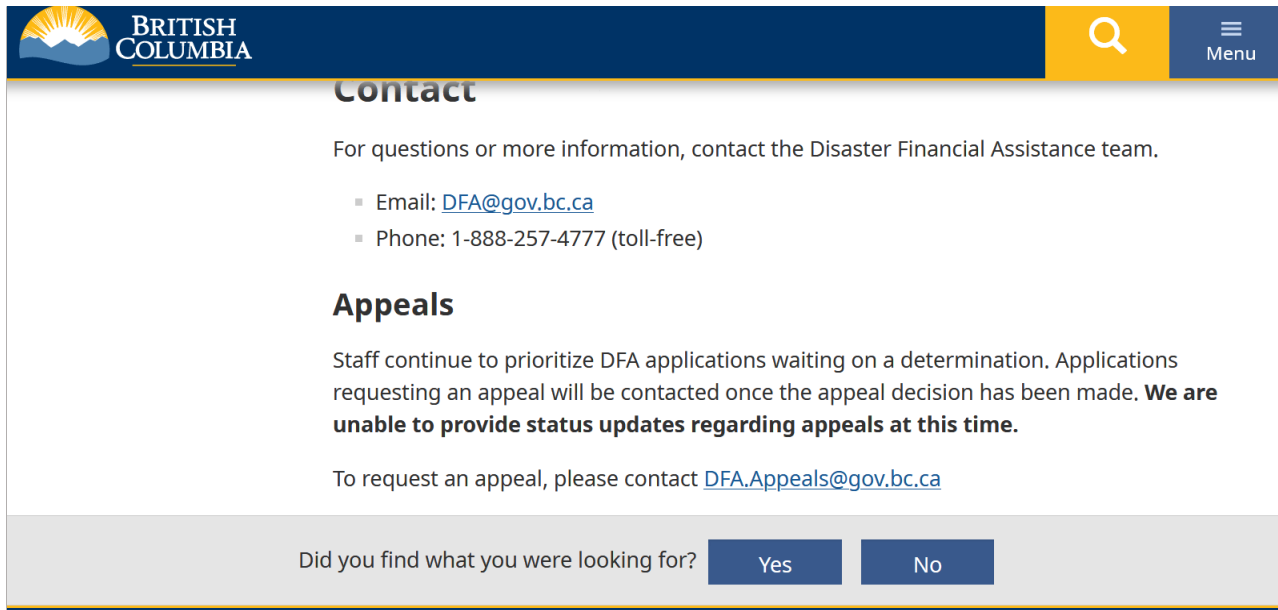 BRITISH
COLUMBIA
Menu
Contact
For questions or more information, contact the Disaster Financial Assistance team.
Email: DFA@gov.bc.ca
Phone: 1-888-257-4777 (toll-free)
Appeals
Staff continue to prioritize DFA applications waiting on a determination. Applications
requesting an appeal will be contacted once the appeal decision has been made. We are
unable to provide status updates regarding appeals at this time.
To request an appeal, please contact DFA.Appeals@gov.bc.ca
Did you find what you were looking for? Yes No